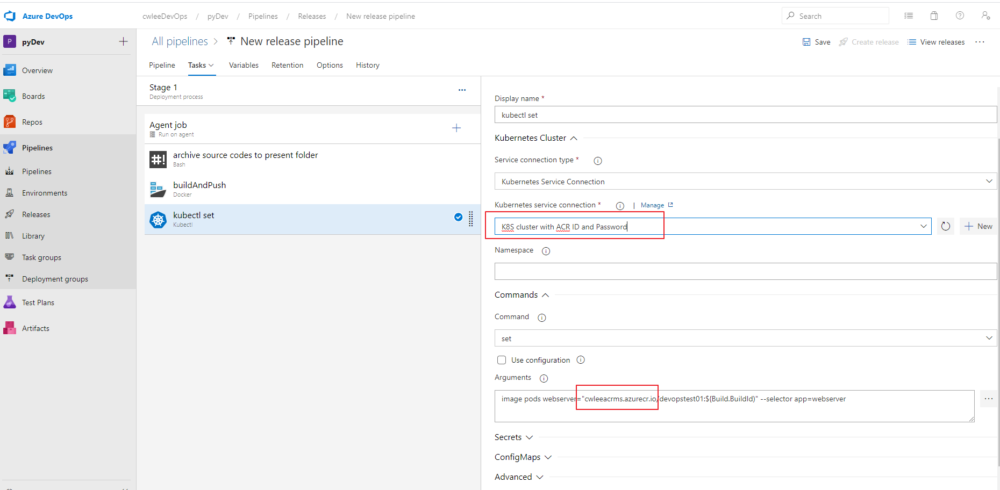 Azure DevOps
cwleeDevOps / pyDev / Pipelines / Releases / New release pipeline
Search
P pyDev
Overview
Boards
Repos
Pipelines
Pipelines
Environments
Releases
Library
Task groups
Deployment groups
Test Plans
Artifacts
All pipelines > New release pipeline
Save Create release View releases ...
Pipeline Tasks Variables Retention Options History
Stage 1
Deployment process
Agent job
Run on agent
archive source codes to present folder
Bash
buildAndPush
Docker
kubectl set
Kubectl
Display name *
kubectl set
Kubernetes Cluster
Service connection type *
Kubernetes Service Connection
Kubernetes service connection * | Manage
K8S cluster with ACR ID and Password
New
Namespace
Commands
Command
set
Use configuration
Arguments
image pods webserver="cwleeacrms.azurecr.io/devopstest01:$(Build.BuildId)" --selector app=webserver
Secrets
ConfigMaps
Advanced